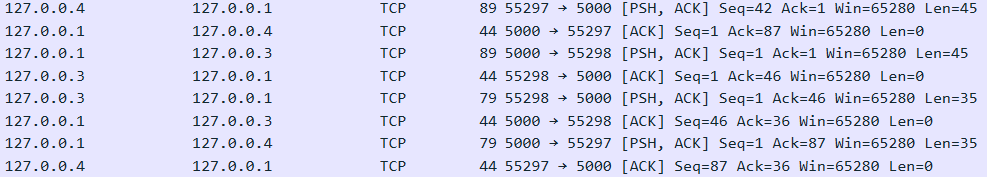 127.0.0.4 127.0.0.1 TCP 89 55297 → 5000 [PSH, ACK] Seq=42 Ack=1 Win=65280 Len=45
127.0.0.1 127.0.0.4 TCP 44 5000 → 55297 [ACK] Seq=1 Ack=87 Win=65280 Len=0
127.0.0.1 127.0.0.3 TCP 89 5000 → 55298 [PSH, ACK] Seq=1 Ack=1 Win=65280 Len=45
127.0.0.3 127.0.0.1 TCP 44 55298 → 5000 [ACK] Seq=1 Ack=46 Win=65280 Len=0
127.0.0.3 127.0.0.1 TCP 79 55298 → 5000 [PSH, ACK] Seq=1 Ack=46 Win=65280 Len=35
127.0.0.1 127.0.0.3 TCP 44 5000 → 55298 [ACK] Seq=46 Ack=36 Win=65280 Len=0
127.0.0.1 127.0.0.4 TCP 79 5000 → 55297 [PSH, ACK] Seq=1 Ack=87 Win=65280 Len=35
127.0.0.4 127.0.0.1 TCP 44 55297 → 5000 [ACK] Seq=87 Ack=36 Win=65280 Len=0